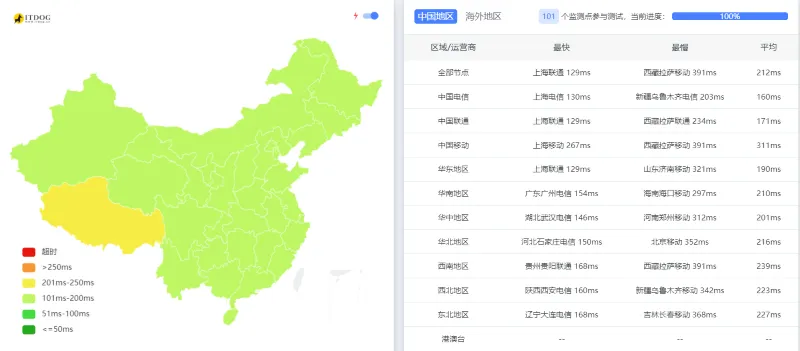 ITDOG
超时
>250ms
201ms-250ms
101ms-200ms
51ms-100ms
<=50ms
中国地区 海外地区 101 个监测点参与测试、当前进度： 100%
区域/运营商 最快 最慢 平均
全部节点 上海联通 129ms 西藏拉萨移动 391ms 212ms
中国电信 上海电信 130ms 新疆乌鲁木齐电信 203ms 160ms
中国联通 上海联通 129ms 西藏拉萨联通 234ms 171ms
中国移动 上海移动 267ms 西藏拉萨移动 391ms 311ms
华东地区 上海联通 129ms 山东济南移动 321ms 190ms
华南地区 广东广州电信 154ms 海南海口移动 297ms 210ms
华中地区 湖北武汉电信 146ms 河南郑州移动 312ms 201ms
华北地区 河北石家庄电信 150ms 北京移动 352ms 216ms
西南地区 贵州贵阳联通 168ms 西藏拉萨移动 391ms 239ms
西北地区 陕西西安电信 160ms 新疆乌鲁木齐移动 342ms 223ms
东北地区 辽宁大连电信 168ms 吉林长春移动 368ms 227ms
港澳台 -- -- --